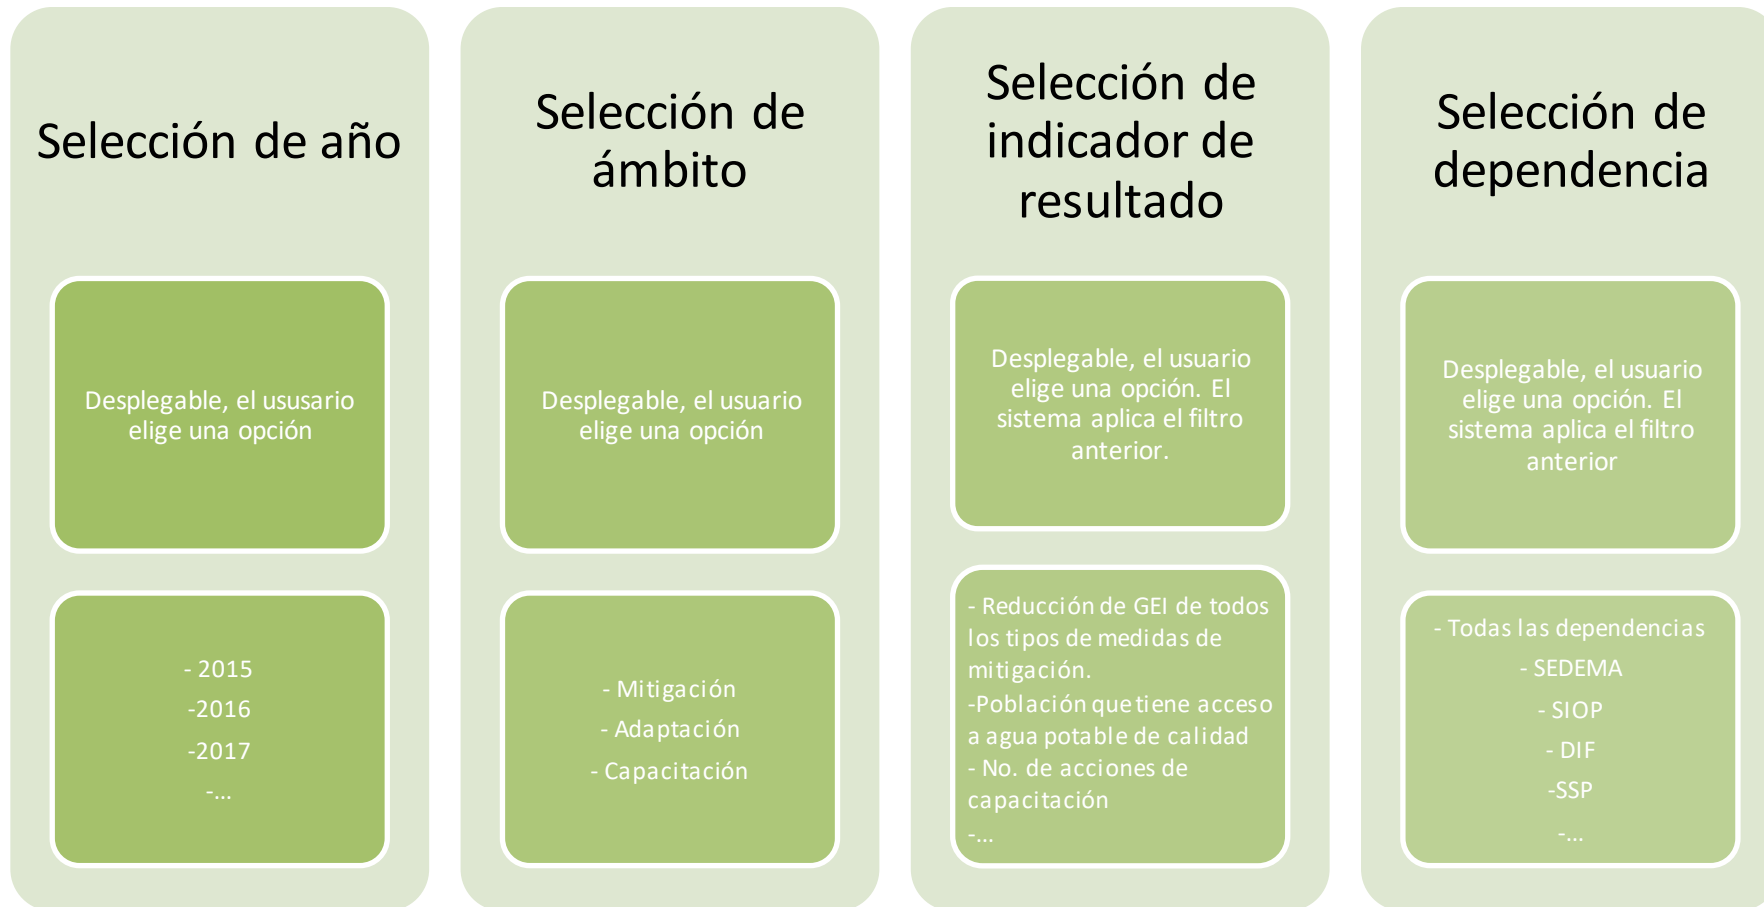 Selección de año
Desplegable, el ususario
elige una opción
- 2015
-2016
-2017
-...
Selección de
ámbito
Desplegable, el usuario
elige una opción
- Mitigación
- Adaptación
- Capacitación
Selección de
indicador de
resultado
Desplegable, el usuario
elige una opción. El
sistema aplica el filtro
anterior.
- Reducción de GEI de todos
los tipos de medidas de
mitigación.
-Población que tiene acceso
a agua potable de calidad
- No. de acciones de
capacitación
-...
Selección de
dependencia
Desplegable, el usuario
elige una opción. El
sistema aplica el filtro
anterior
- Todas las dependencias
- SEDEMA
- SIOP
- DIF
-SSP
-...